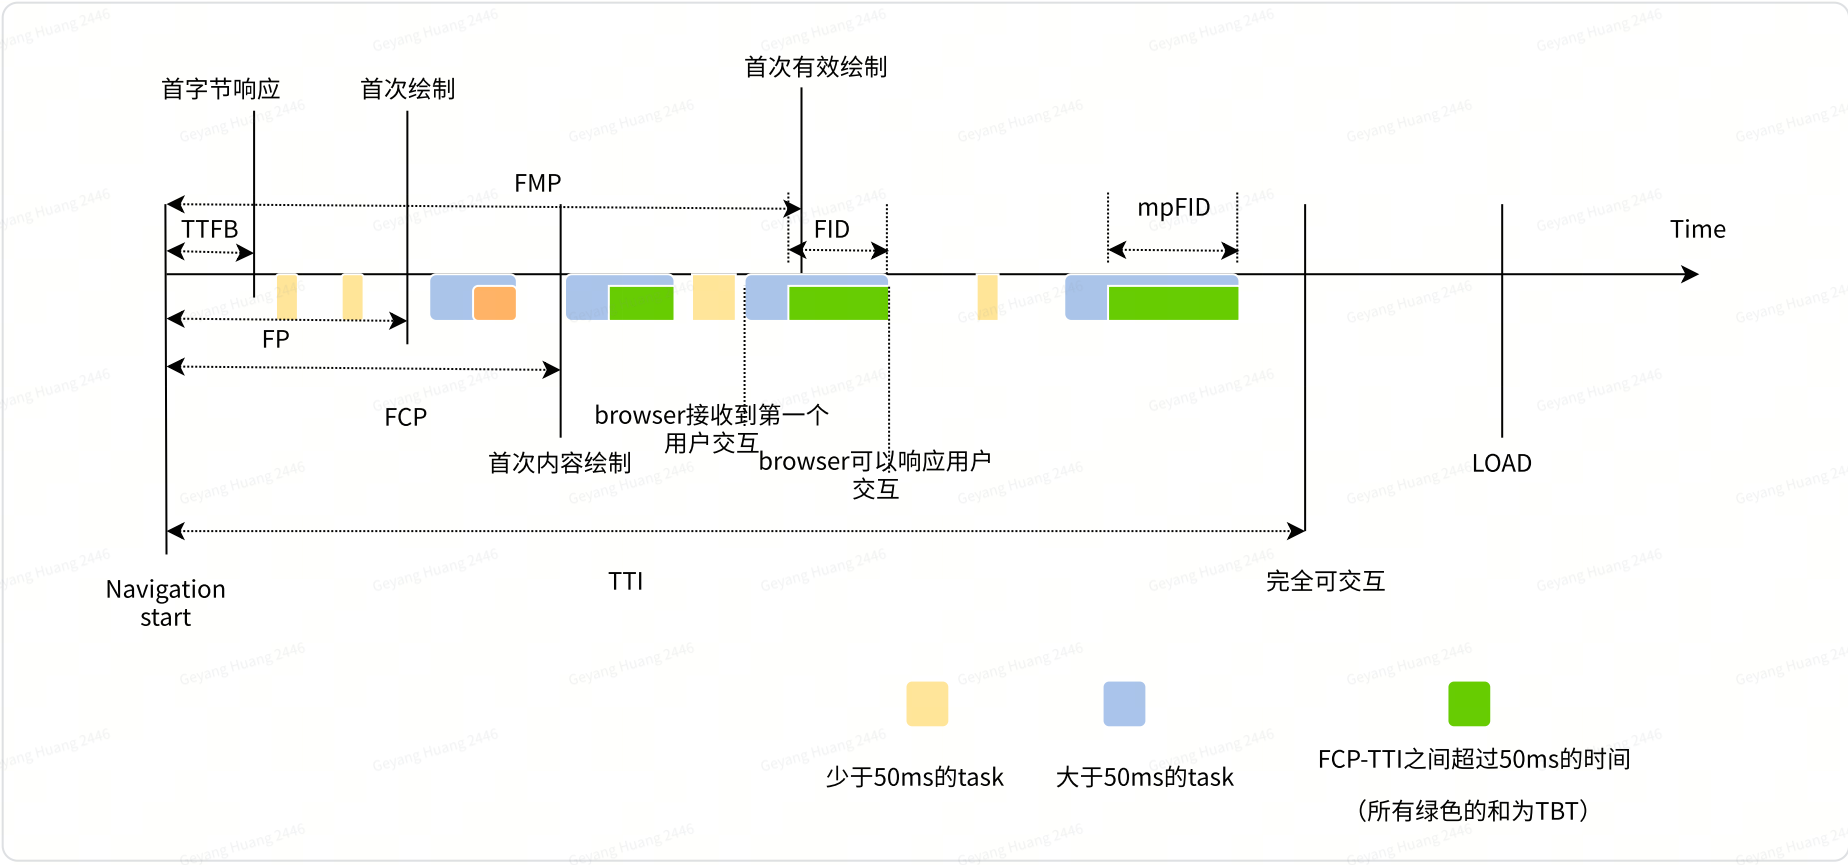 首次有效绘制
首字节响应
首次绘制
FMP
mpFID
TTFB
FID
Time
FP
FCP
browser接收到第一个
用户交互
首次内容绘制
browser可以响应用户
交互
LOAD
TTI
完全可交互
Navigation
start
FCP-TTI之间超过50ms的时间
少于50ms的task
大于50ms的task
（所有绿色的和为TBT）
Geyang Huang 2446